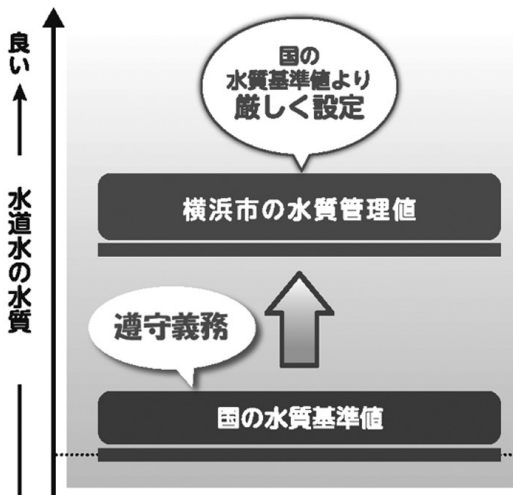 良い
水道水の水質
国の
水質基準値より
厳しく設定
横浜市の水質管理値
遵守義務
国の水質基準値